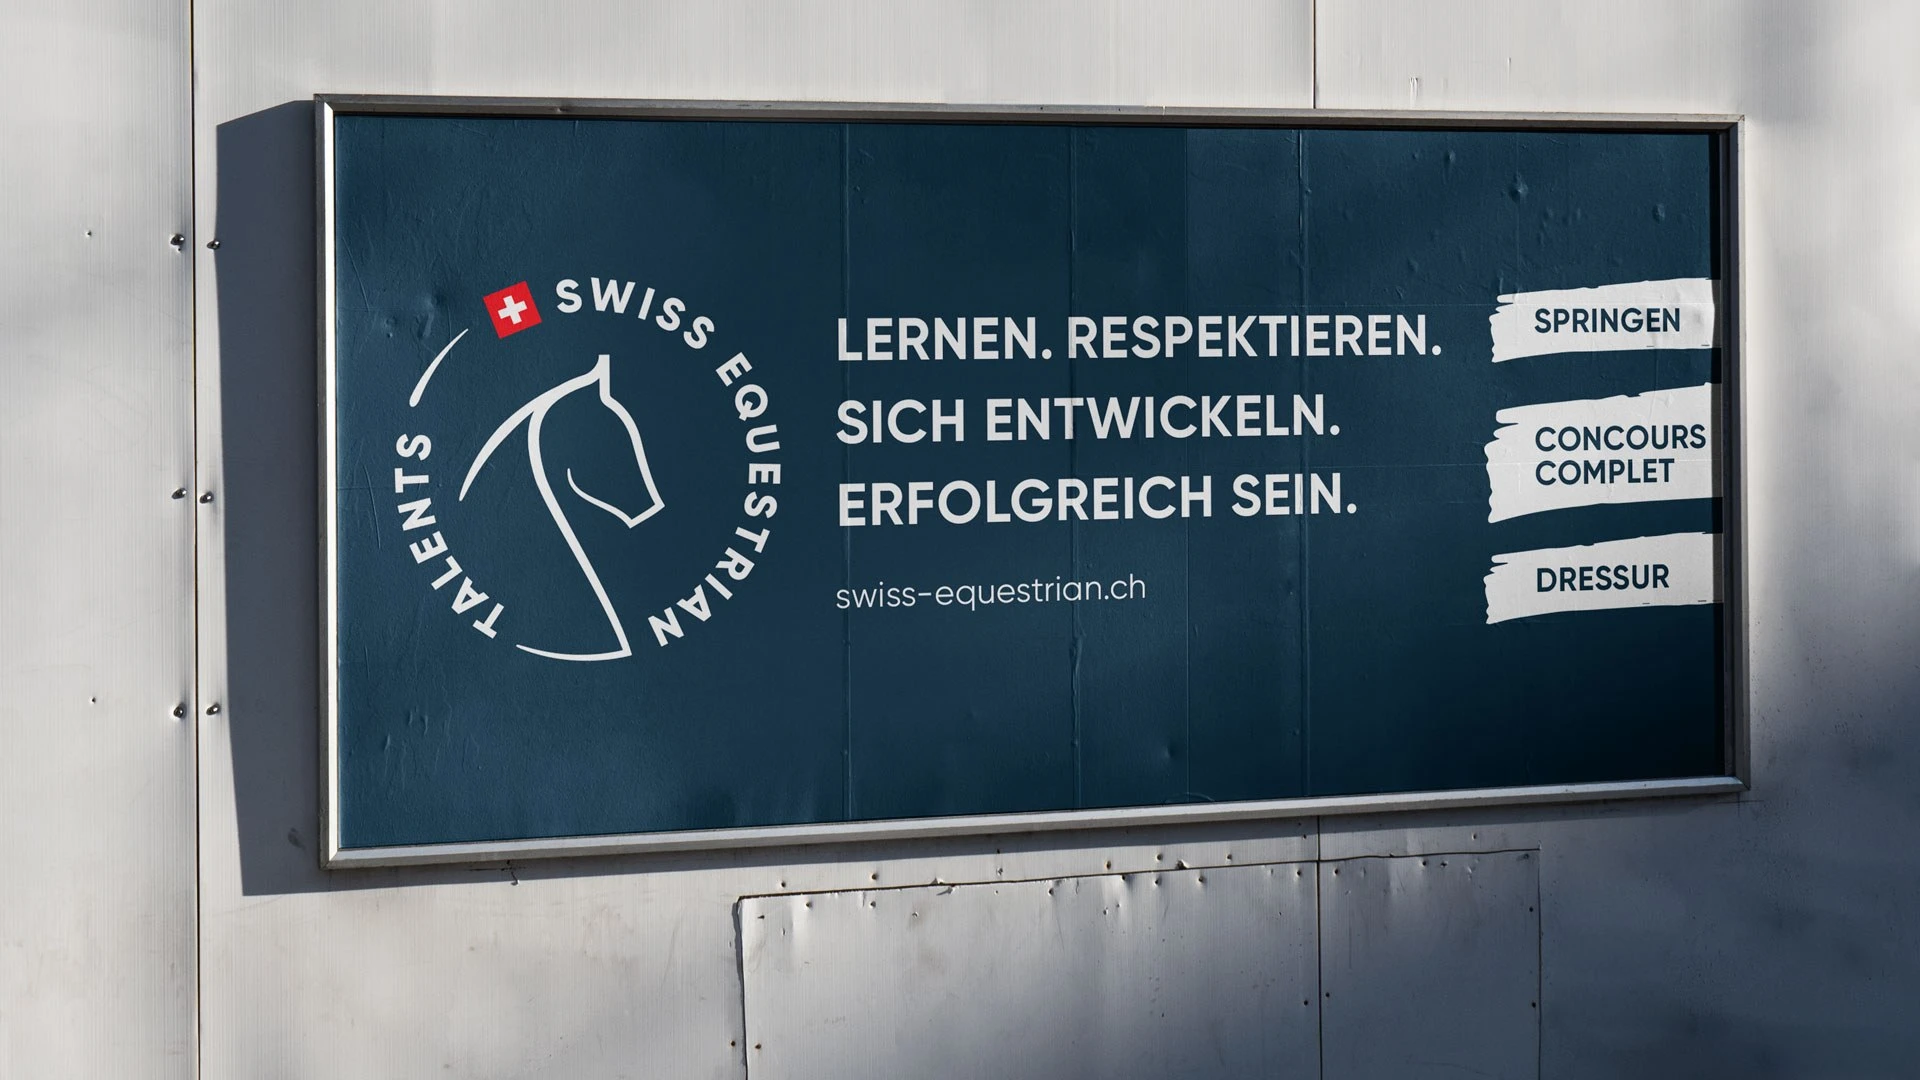 SWISS EQUESTRIAN
TALENTS
LERNEN. RESPEKTIEREN.
SICH ENTWICKELN.
ERFOLGREICH SEIN.
swiss-equestrian.ch
SPRINGEN
CONCOURS
COMPLET
DRESSUR